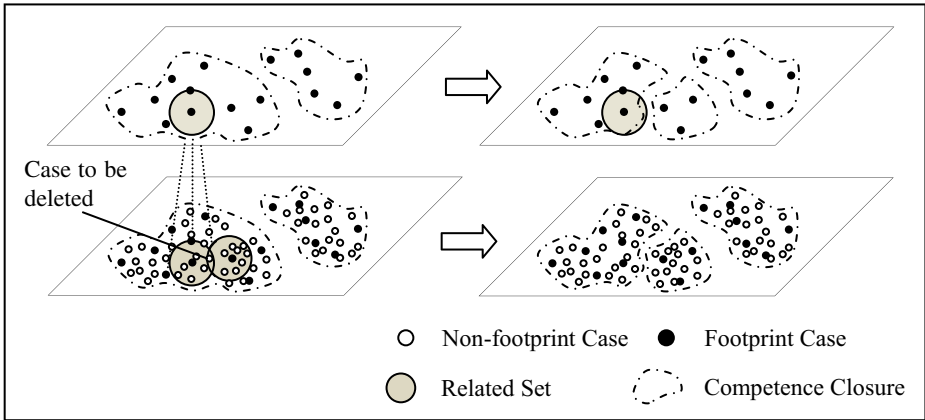 Case to be
deleted
Non-footprint Case
Footprint Case
Related Set
Competence Closure